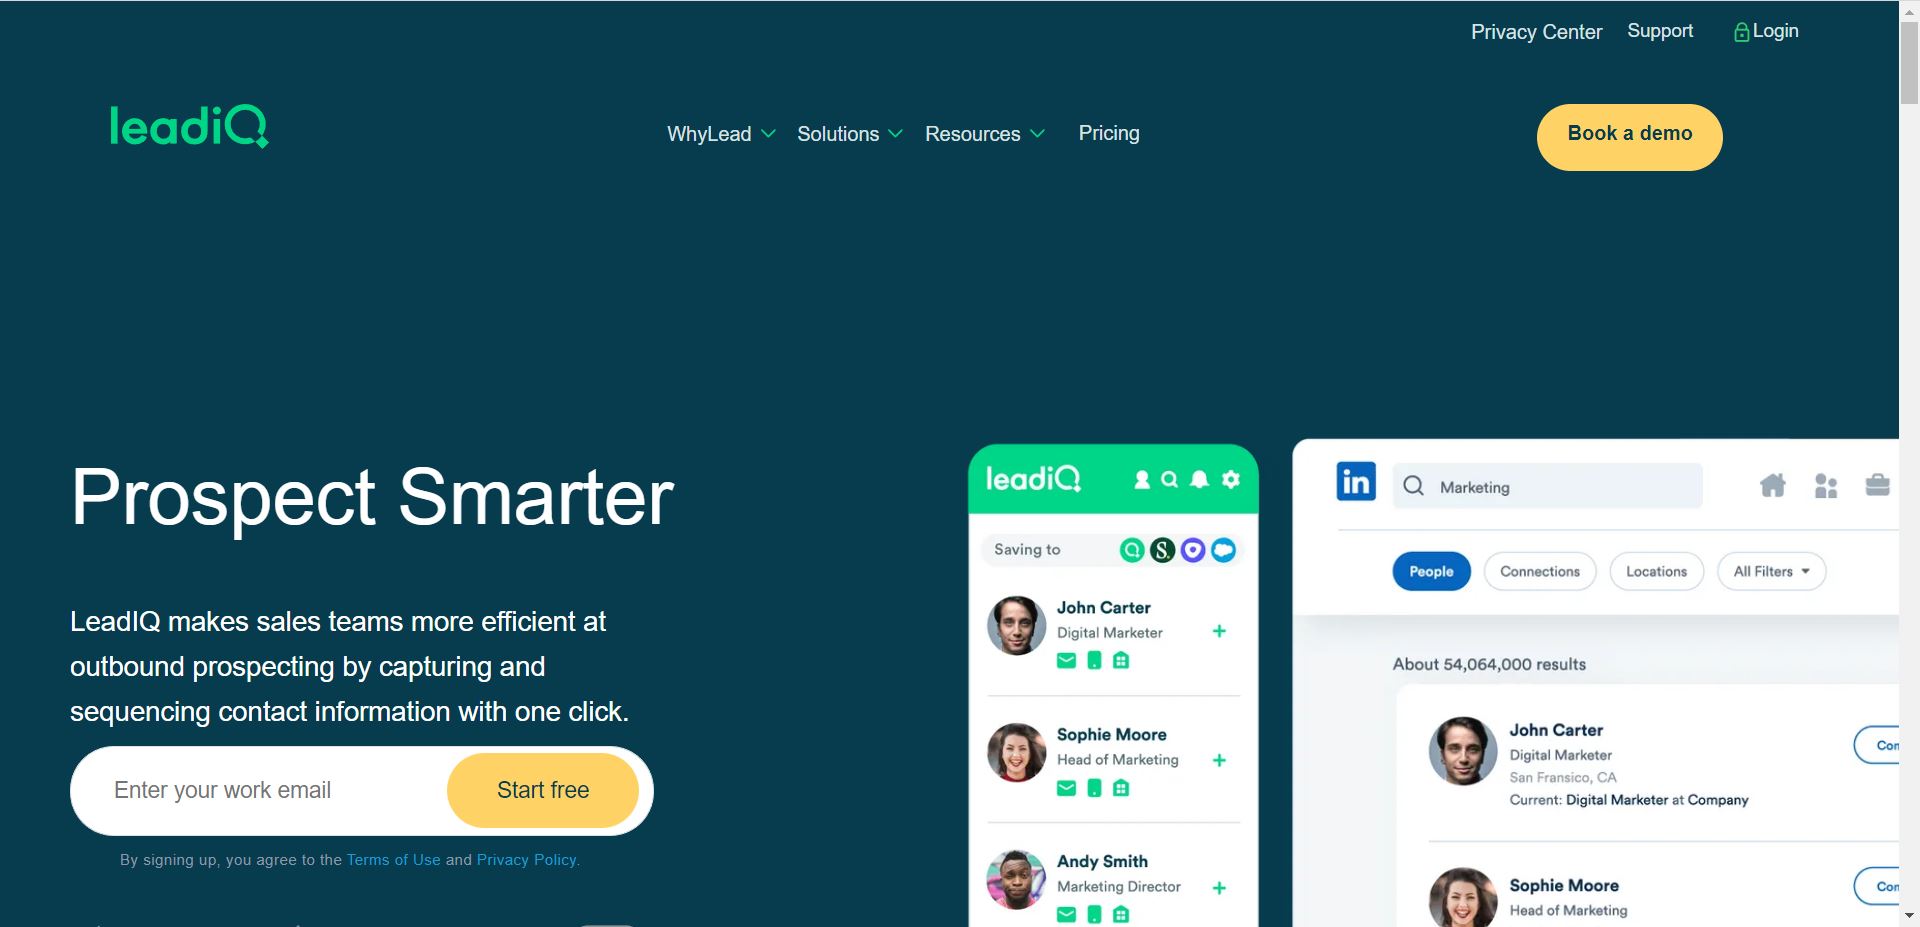 Privacy Center Support Login
leadiQ
WhyLead Solutions Resources Pricing
Book a demo
Prospect Smarter
LeadIQ makes sales teams more efficient at
outbound prospecting by capturing and
sequencing contact information with one click.
Enter your work email
Start free
By signing up, you agree to the Terms of Use and Privacy Policy.
leadiQ
Saving to
S.
John Carter
Digital Marketer
Sophie Moore
Head of Marketing
Andy Smith
Marketing Director
in
Marketing
People Connections Locations All Filters
About 54,064,000 results
John Carter
Digital Marketer
San Fransico, CA
Current: Digital Marketer at Company
Con
Sophie Moore
Head of Marketing
Con